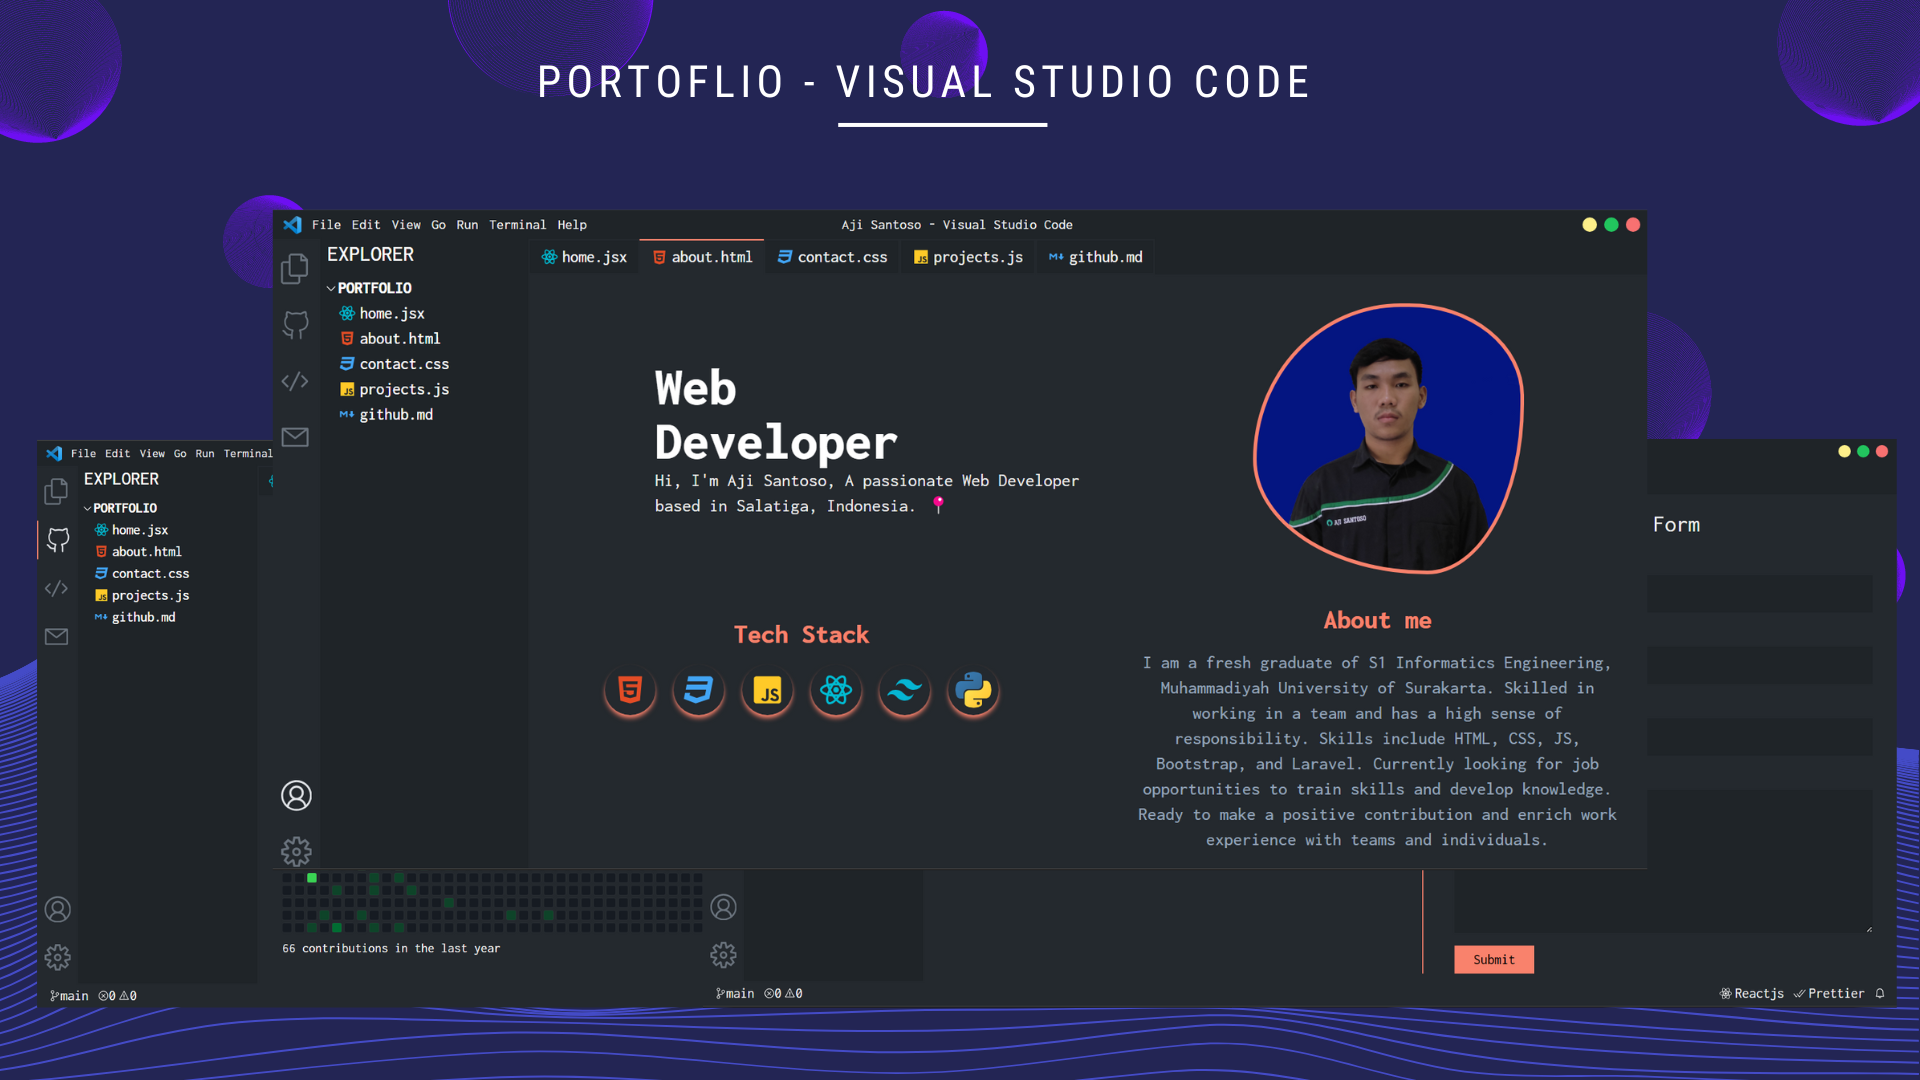 PORTOFLIO - VISUAL STUDIO CODE
File Edit View Go Run Terminal Help
Aji Santoso - Visual Studio Code
EXPLORER
PORTFOLIO
home.jsx
about.html
contact.css
projects.js
github.md
home.jsx
about.html
contact.css
projects.js
github.md
Web
Developer
Hi, I'm Aji Santoso, A passionate Web Developer
based in Salatiga, Indonesia.
Tech Stack
JS
AJI SANTOSO
About me
I am a fresh graduate of S1 Informatics Engineering,
Muhammadiyah University of Surakarta. Skilled in
working in a team and has a high sense of
responsibility. Skills include HTML, CSS, JS,
Bootstrap, and Laravel. Currently looking for job
opportunities to train skills and develop knowledge.
Ready to make a positive contribution and enrich work
experience with teams and individuals.
File Edit View Go Run Terminal
EXPLORER
PORTFOLIO
home.jsx
about.html
contact.css
projects.js
github.md
66 contributions in the last year
main 0 0
main 0 0
Form
Submit
Reactjs Prettier